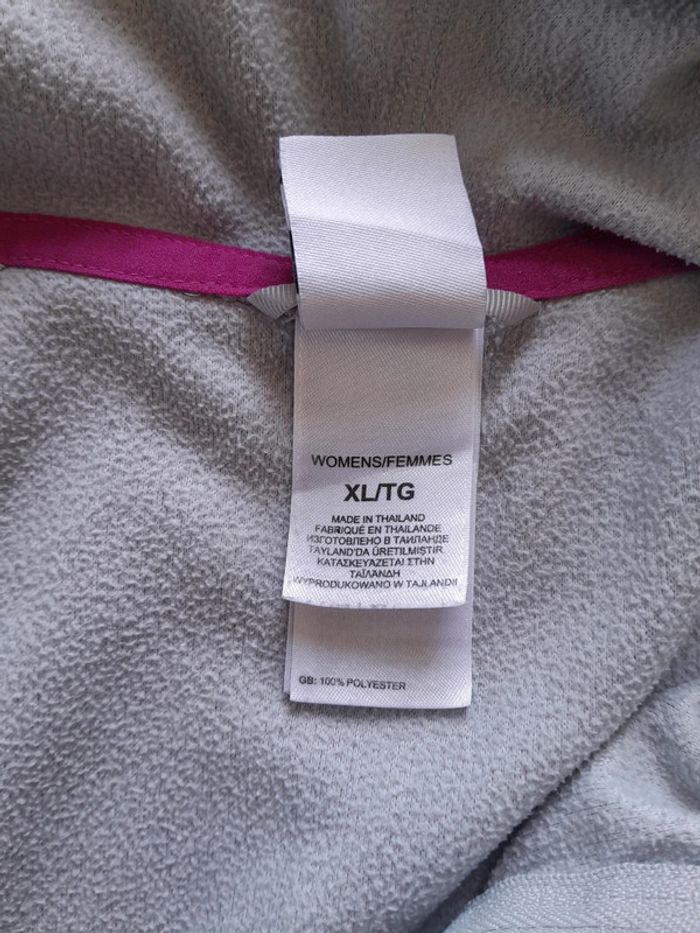 WOMENS/FEMMES
XL/TG
MADE IN THAILAND
FABRIQUÉ EN THAILANDE
ИЗГОТОВЛЕНО В ТАИЛАНДЕ
TAYLAND'DA ÜRETILMIŞTIR
ΚΑΤΑΣΚΕΥΑΖΕΤΑΙ ΣΤΗΝ
ΤΑΪΛΑΝΔΗ
WYPRODUKOWANO W TAJLANDII
GB: 100% POLYESTER